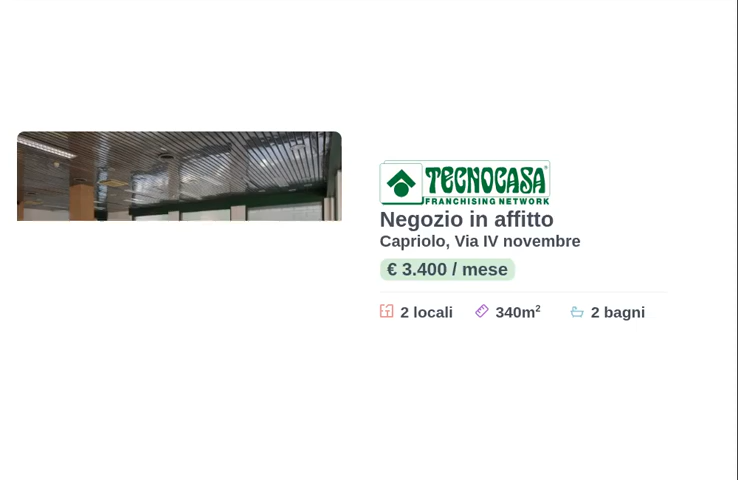 TECNOCASA
FRANCHISING NETWORK
Negozio in affitto
Capriolo, Via IV novembre
€ 3.400 / mese
2 locali 340m² 2 bagni